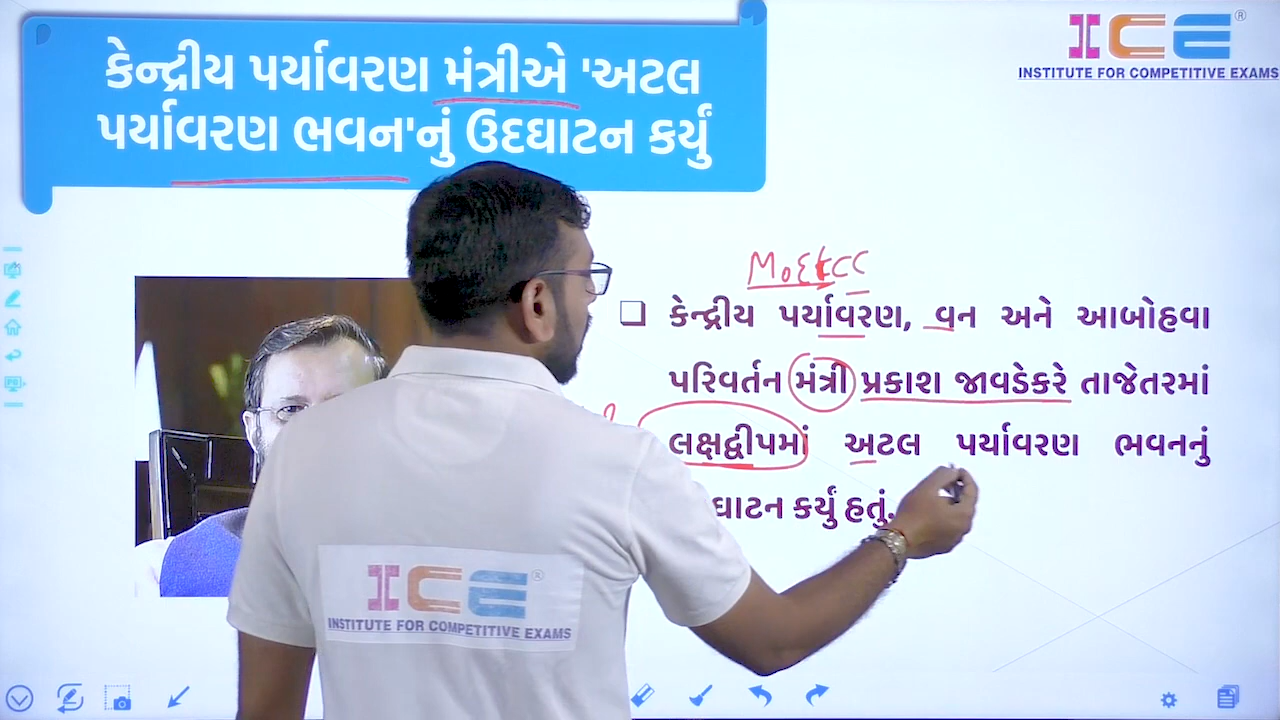 કેન્દ્રીય પર્યાવરણ મંત્રીએ 'અટલ
પર્યાવરણ ભવન'નું ઉદઘાટન કર્યું
ICE®
INSTITUTE FOR COMPETITIVE EXAMS
MoEFCC
❑ કેન્દ્રીય પર્યાવરણ, વન અને આબોહવા
પરિવર્તન મંત્રી પ્રકાશ જાવડેકરે તાજેતરમાં
લક્ષદ્વીપમાં અટલ પર્યાવરણ ભવનનું
ઘાટન કર્યું હતું.
ICE®
INSTITUTE FOR COMPETITIVE EXAMS